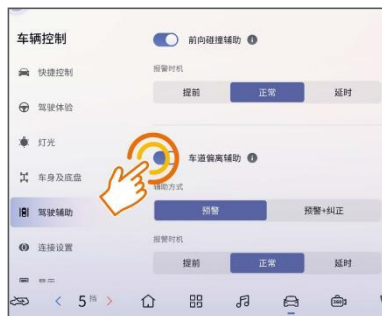 车辆控制
前向碰撞辅助
快捷控制
报警时机
提前 正常 延时
驾驶体验
灯光
车道偏离辅助
车身及底盘
辅助方式
驾驶辅助
预警 预警+纠正
连接设置
报警时机
提前 正常 延时
5档